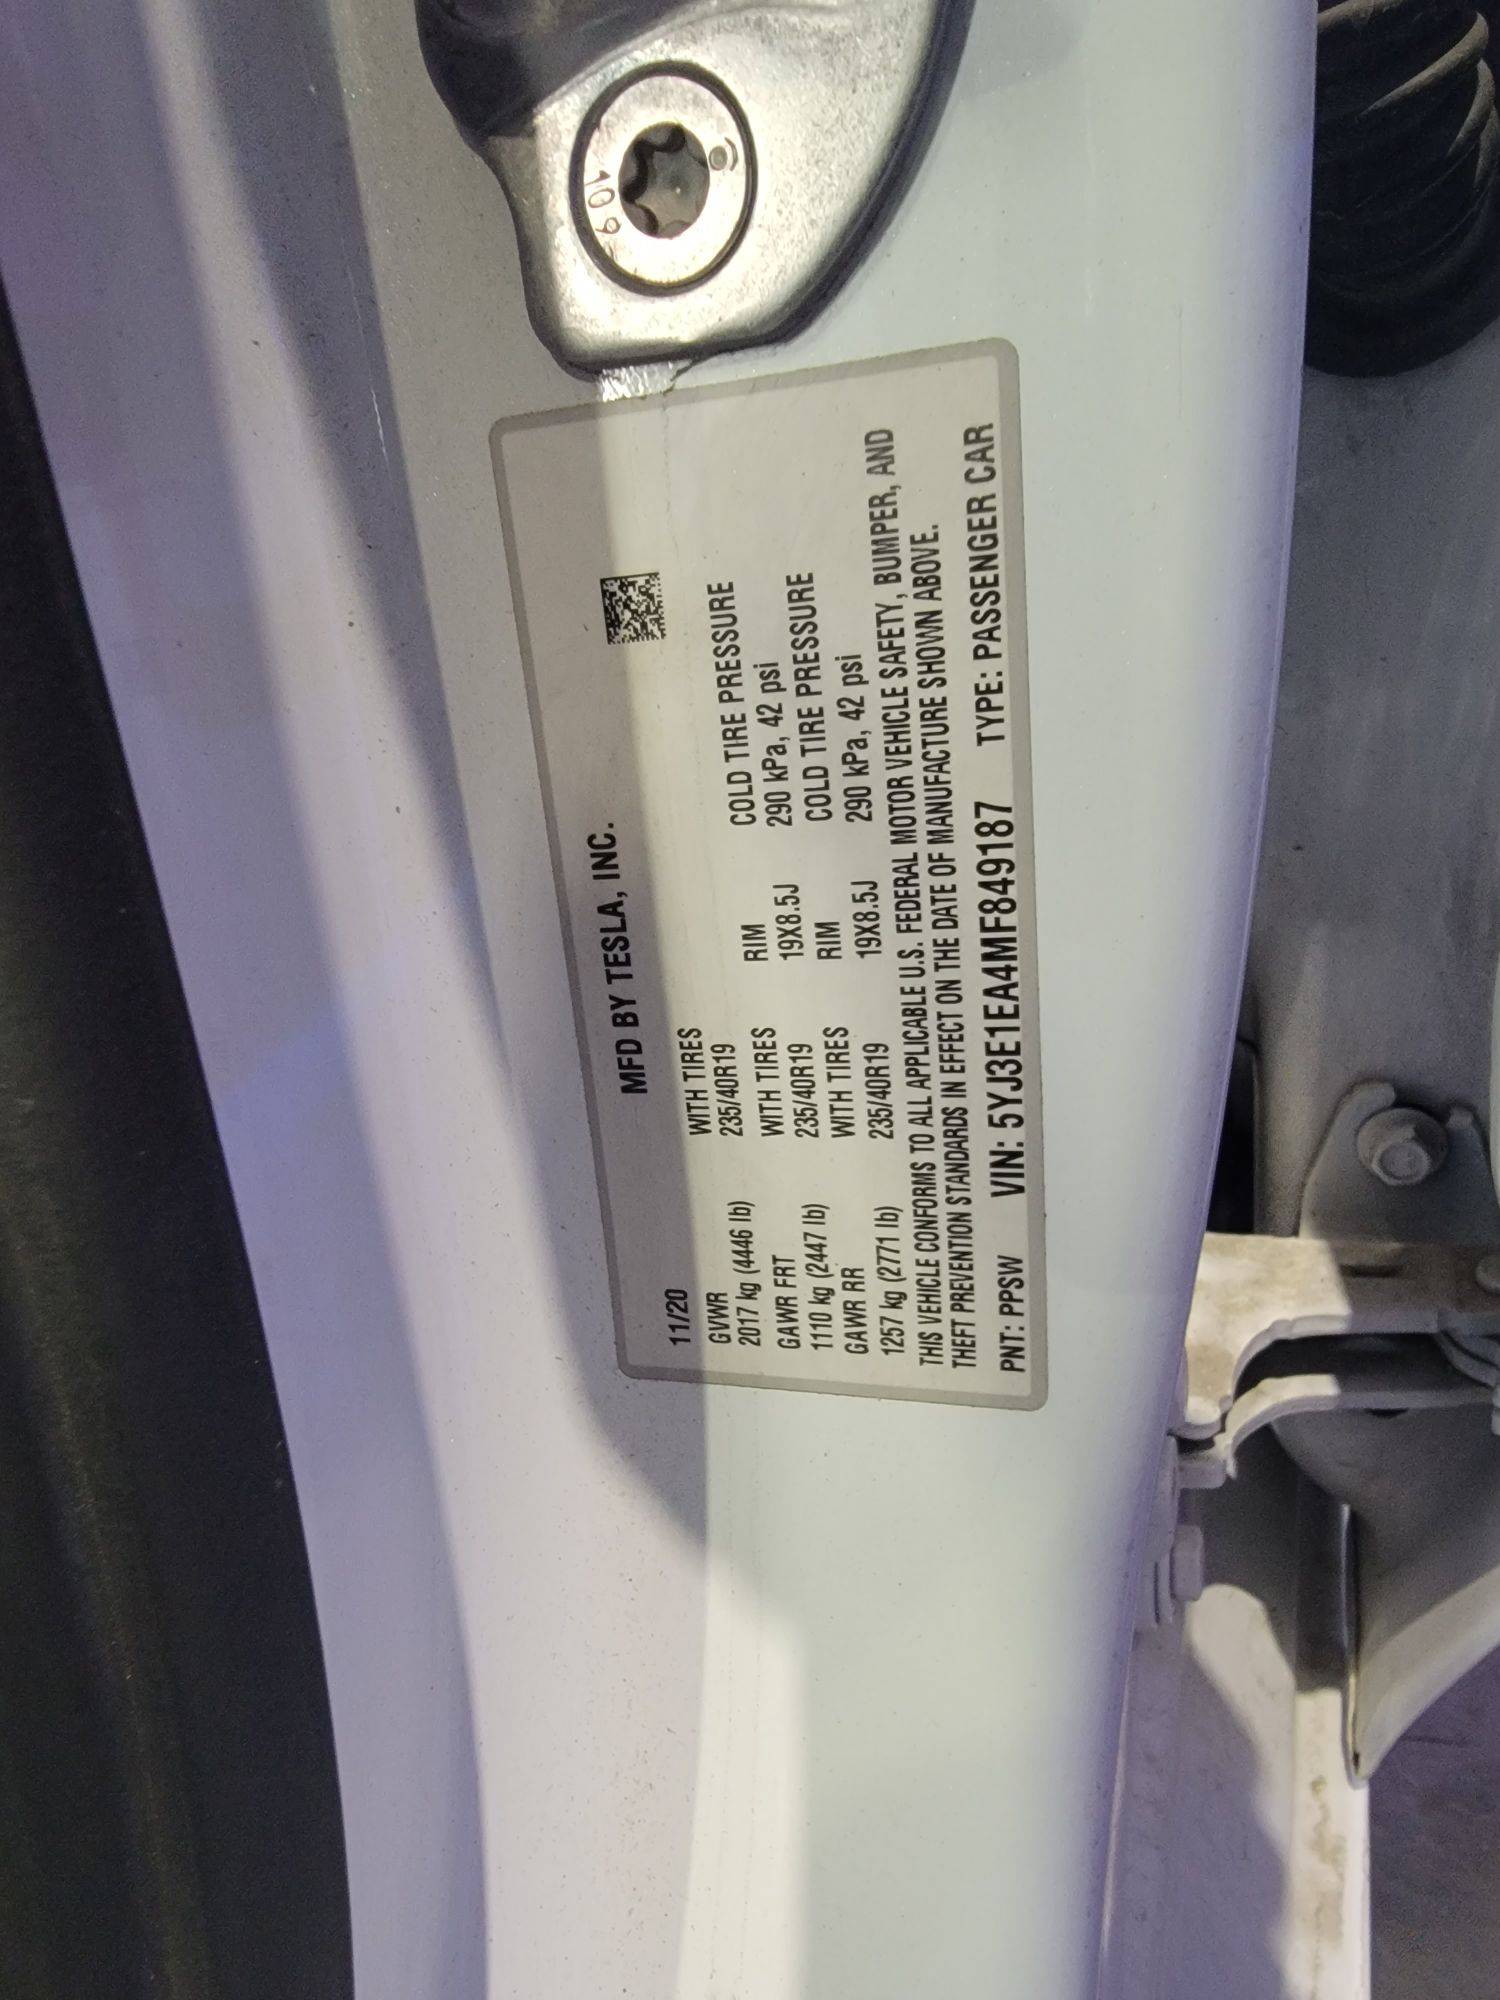 109
MFD BY TESLA, INC.
11/20
GVWR WITH TIRES RIM COLD TIRE PRESSURE
2017 kg (4446 lb) 235/40R19 19X8.5J 290 kPa, 42 psi
GAWR FRT WITH TIRES RIM COLD TIRE PRESSURE
1110 kg (2447 lb) 235/40R19 19X8.5J 290 kPa, 42 psi
GAWR RR WITH TIRES
1257 kg (2771 lb) 235/40R19
THIS VEHICLE CONFORMS TO ALL APPLICABLE U.S. FEDERAL MOTOR VEHICLE SAFETY, BUMPER, AND
THEFT PREVENTION STANDARDS IN EFFECT ON THE DATE OF MANUFACTURE SHOWN ABOVE.
PNT: PPSW VIN: 5YJ3E1EA4MF849187 TYPE: PASSENGER CAR